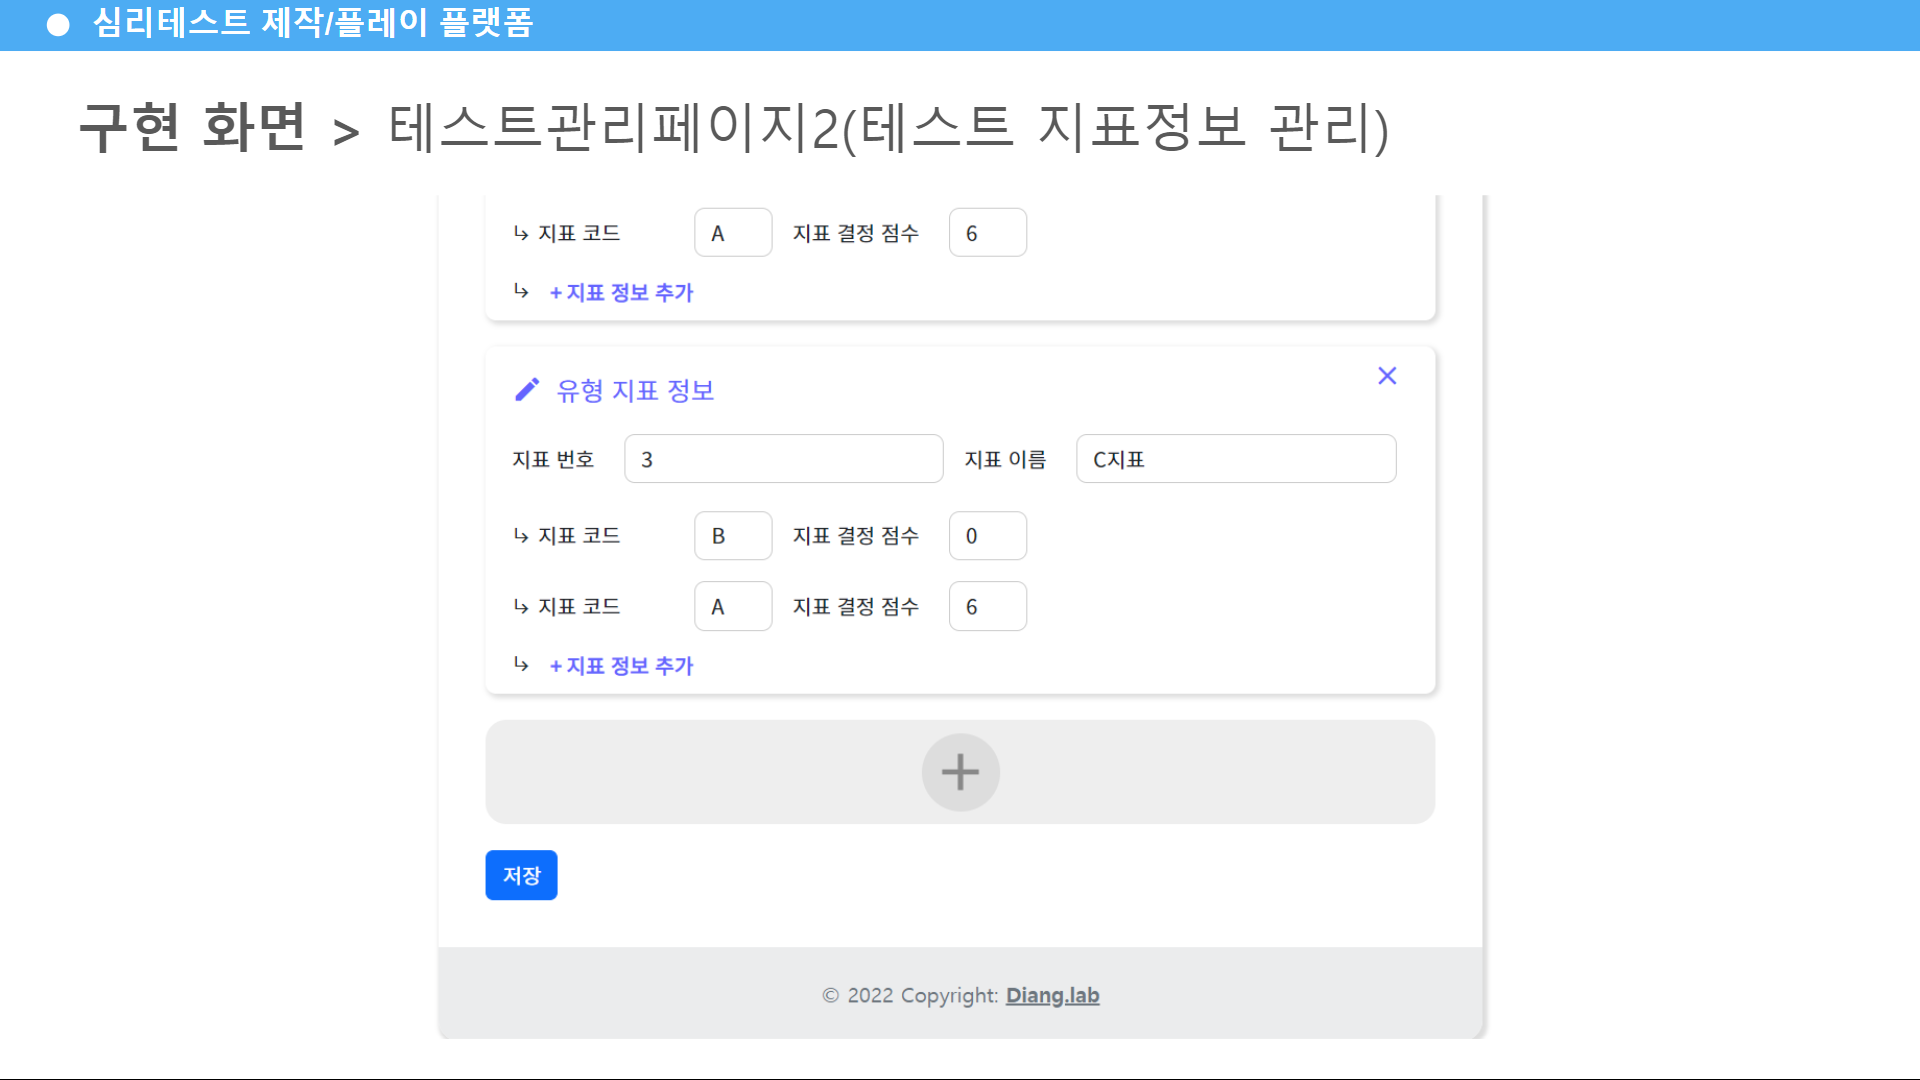 ● 심리테스트 제작/플레이 플랫폼
구현 화면 > 테스트관리페이지2(테스트 지표정보 관리)
↳ 지표 코드 A 지표 결정 점수 6
↳ + 지표 정보 추가
유형 지표 정보 ×
지표 번호 3 지표 이름 C지표
↳ 지표 코드 B 지표 결정 점수 0
↳ 지표 코드 A 지표 결정 점수 6
↳ + 지표 정보 추가
+
저장
© 2022 Copyright: Diang.lab